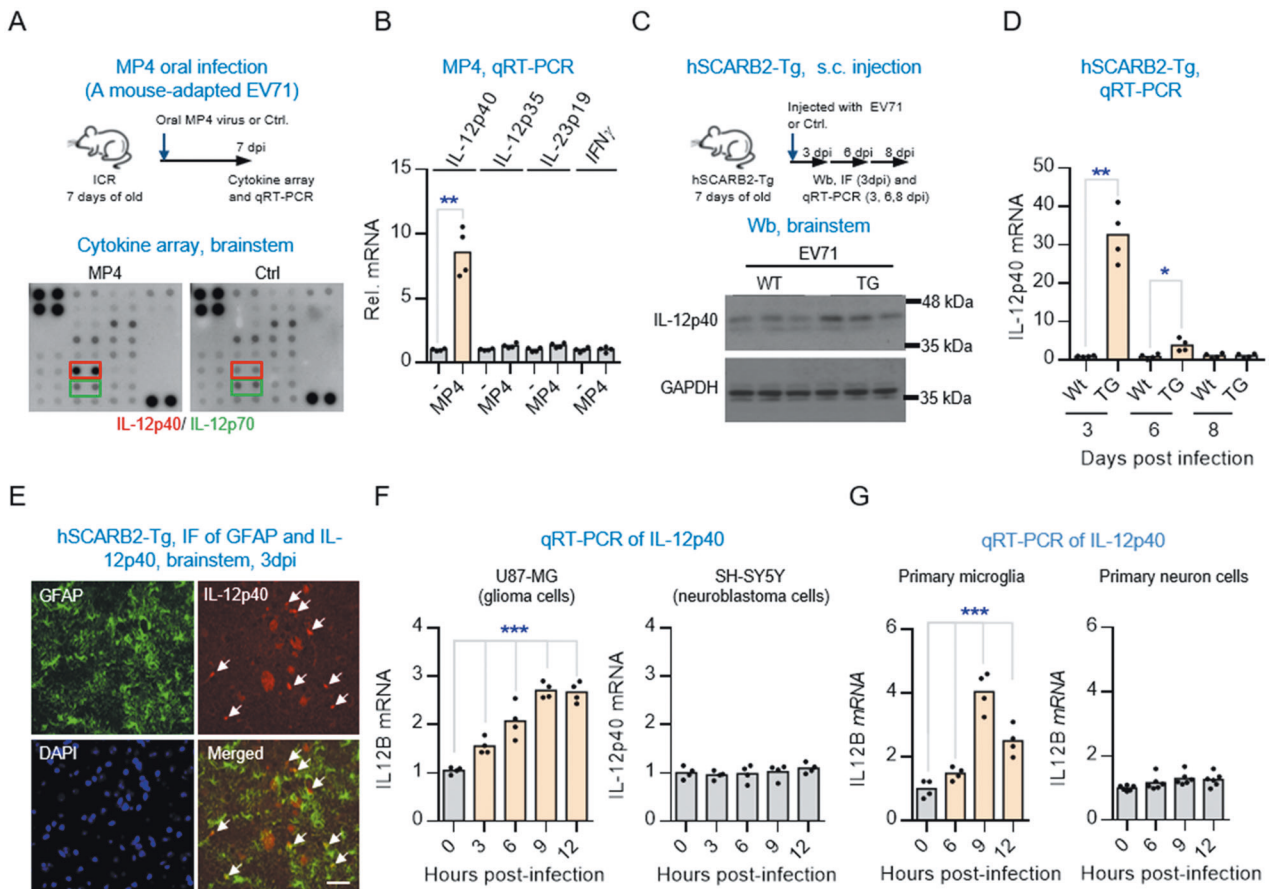 A
MP4 oral infection
(A mouse-adapted EV71)
Oral MP4 virus or Ctrl.
7 dpi
ICR
7 days of old
Cytokine array
and qRT-PCR
Cytokine array, brainstem
MP4
Ctrl
IL-12p40/ IL-12p70
B
MP4, qRT-PCR
IL-12p40
IL-12p35
IL-23p19
IFNγ
Rel. mRNA
15
10
5
0
**
-
MP4
-
MP4
-
MP4
-
MP4
C
hSCARB2-Tg, s.c. injection
Injected with EV71
or Ctrl.
3 dpi
6 dpi
8 dpi
hSCARB2-Tg
7 days of old
Wb, IF (3dpi) and
qRT-PCR (3, 6,8 dpi)
Wb, brainstem
EV71
WT
TG
IL-12p40
48 kDa
35 kDa
GAPDH
35 kDa
D
hSCARB2-Tg,
qRT-PCR
IL-12p40 mRNA
50
40
30
20
10
0
**
*
Wt
TG
Wt
TG
Wt
TG
3
6
8
Days post infection
E
hSCARB2-Tg, IF of GFAP and IL-
12p40, brainstem, 3dpi
GFAP
IL-12p40
DAPI
Merged
F
qRT-PCR of IL-12p40
U87-MG
(glioma cells)
IL12B mRNA
4
3
2
1
0
***
0
3
6
9
12
Hours post-infection
SH-SY5Y
(neuroblastoma cells)
IL-12p40 mRNA
4
3
2
1
0
0
3
6
9
12
Hours post-infection
G
qRT-PCR of IL-12p40
Primary microglia
IL12B mRNA
6
4
2
0
***
0
6
9
12
Hours post-infection
Primary neuron cells
IL12B mRNA
6
4
2
0
0
6
9
12
Hours post-infection